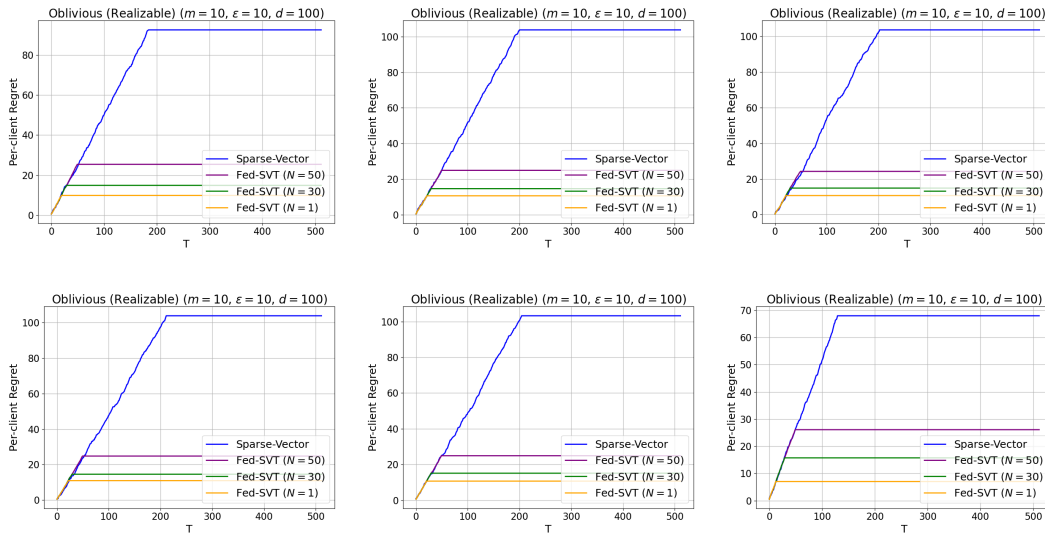 Oblivious (Realizable) (m = 10, ε = 10, d = 100)
Per-client Regret
80
60
40
20
0
Sparse-Vector
Fed-SVT (N = 50)
Fed-SVT (N = 30)
Fed-SVT (N = 1)
0 100 200 300 400 500
T
Oblivious (Realizable) (m = 10, ε = 10, d = 100)
Per-client Regret
100
80
60
40
20
0
Sparse-Vector
Fed-SVT (N = 50)
Fed-SVT (N = 30)
Fed-SVT (N = 1)
0 100 200 300 400 500
T
Oblivious (Realizable) (m = 10, ε = 10, d = 100)
Per-client Regret
100
80
60
40
20
0
Sparse-Vector
Fed-SVT (N = 50)
Fed-SVT (N = 30)
Fed-SVT (N = 1)
0 100 200 300 400 500
T
Oblivious (Realizable) (m = 10, ε = 10, d = 100)
Per-client Regret
100
80
60
40
20
0
Sparse-Vector
Fed-SVT (N = 50)
Fed-SVT (N = 30)
Fed-SVT (N = 1)
0 100 200 300 400 500
T
Oblivious (Realizable) (m = 10, ε = 10, d = 100)
Per-client Regret
100
80
60
40
20
0
Sparse-Vector
Fed-SVT (N = 50)
Fed-SVT (N = 30)
Fed-SVT (N = 1)
0 100 200 300 400 500
T
Oblivious (Realizable) (m = 10, ε = 10, d = 100)
Per-client Regret
70
60
50
40
30
20
10
0
Sparse-Vector
Fed-SVT (N = 50)
Fed-SVT (N = 30)
Fed-SVT (N = 1)
0 100 200 300 400 500
T